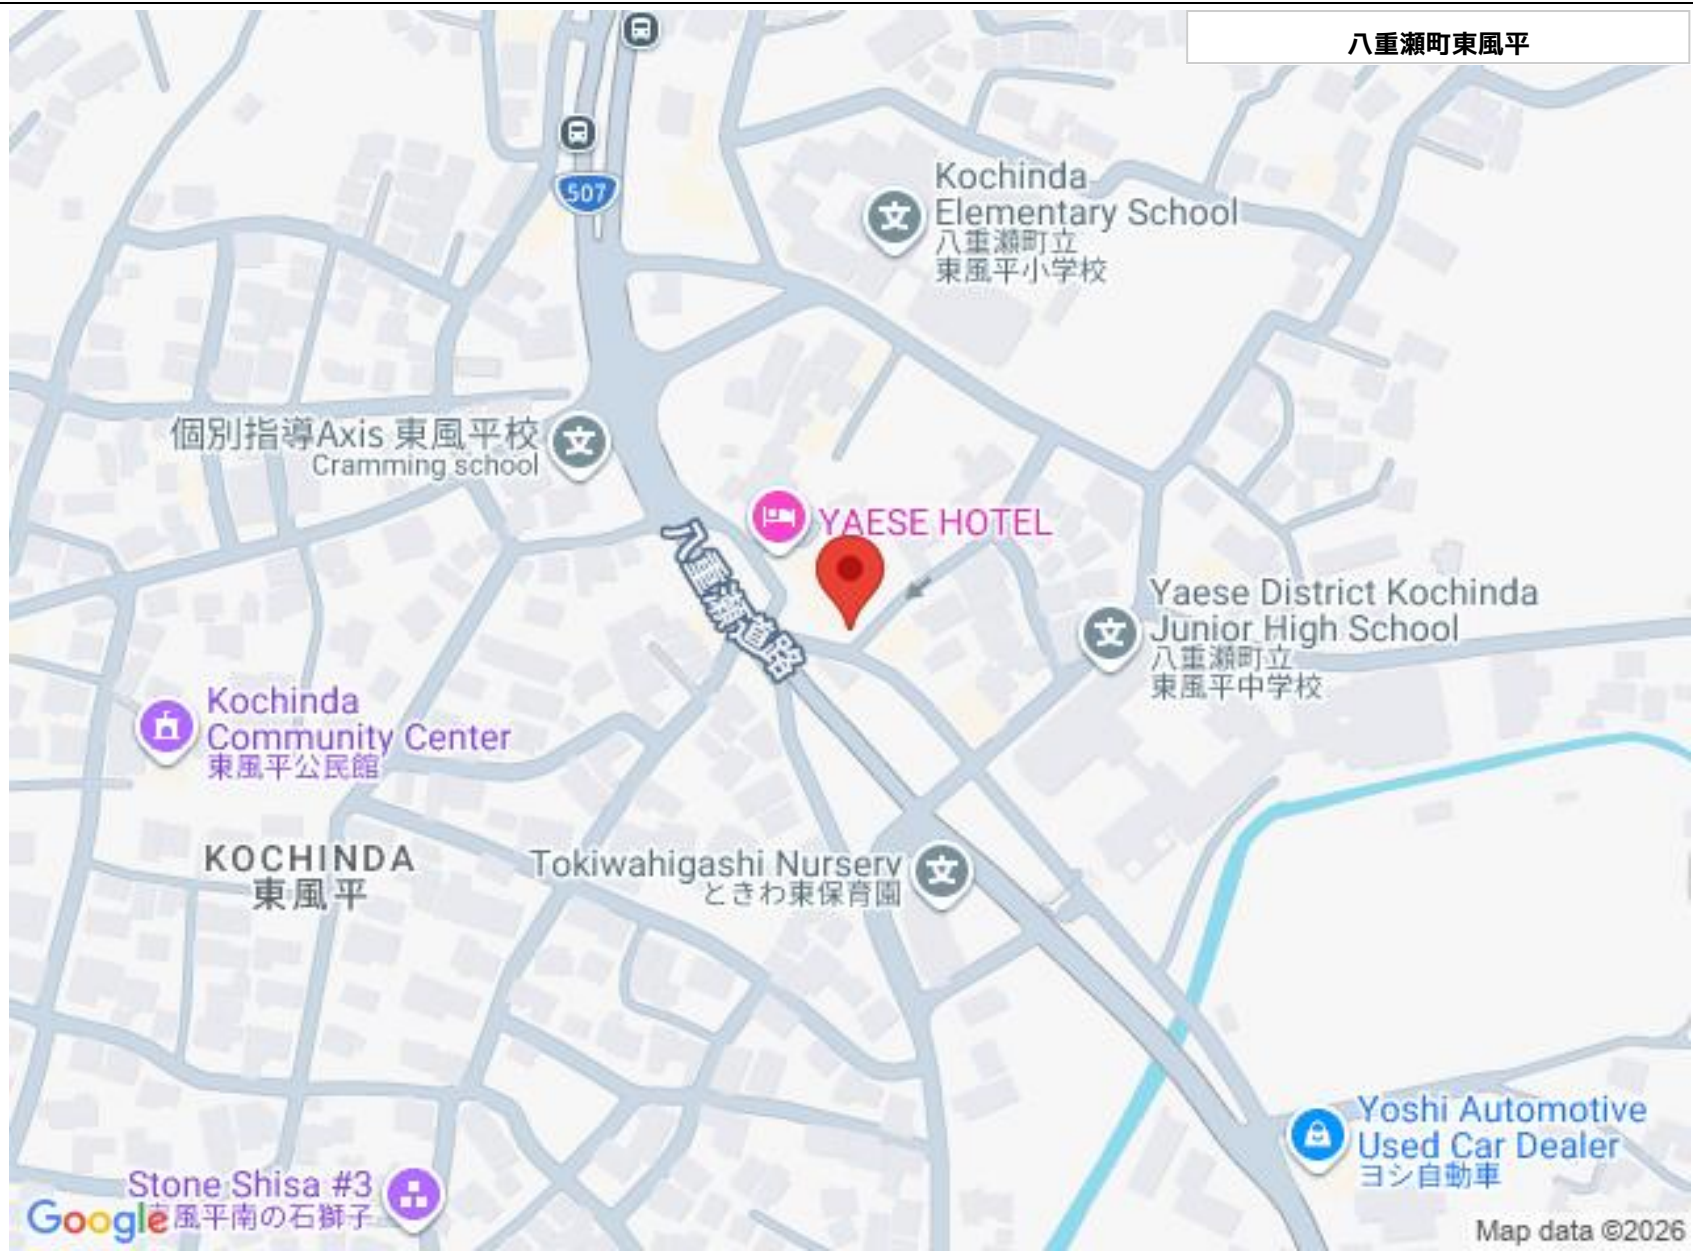 八重瀬町東風平
507
Kochinda
Elementary School
八重瀬町立
東風平小学校
個別指導Axis 東風平校
Cramming school
YAESE HOTEL
八重瀬道路
Yaese District Kochinda
Junior High School
八重瀬町立
東風平中学校
Kochinda
Community Center
東風平公民館
KOCHINDA
東風平
Tokiwahigashi Nursery
ときわ東保育園
Yoshi Automotive
Used Car Dealer
ヨシ自動車
Stone Shisa #3
東風平南の石獅子
Google
Map data ©2026